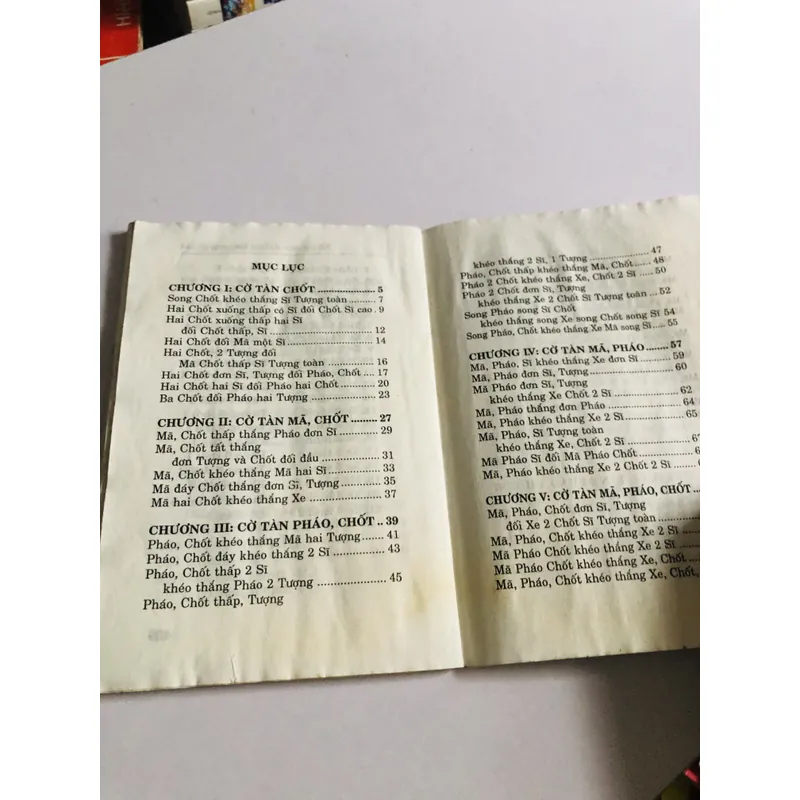 MỤC LỤC
CHƯƠNG I: CỜ TÀN CHỐT .................. 5
Song Chốt khéo thắng Sĩ Tượng toàn ...... 7
Hai Chốt xuống thấp có Sĩ đối Chốt Sĩ cao . 9
Hai Chốt xuống thấp hai Sĩ
đối Chốt thấp, Sĩ ........................ 12
Hai Chốt đối Mã một Sĩ ..................... 14
Hai Chốt, 2 Tượng đối
Mã Chốt thấp Sĩ Tượng toàn ............ 16
Hai Chốt đơn Sĩ, Tượng đối Pháo, Chốt .... 17
Hai Chốt hai Sĩ đối Pháo hai Chốt .......... 20
Ba Chốt đối Pháo hai Tượng ................ 23
CHƯƠNG II: CỜ TÀN MÃ, CHỐT ........ 27
Mã, Chốt thấp thắng Pháo đơn Sĩ ........... 29
Mã, Chốt tất thắng
đơn Tượng và Chốt đối đầu ............. 31
Mã, Chốt khéo thắng Mã hai Sĩ ............. 33
Mã đáy Chốt thắng đơn Sĩ, Tượng .......... 35
Mã hai Chốt khéo thắng Xe ................. 37
CHƯƠNG III: CỜ TÀN PHÁO, CHỐT .. 39
Pháo, Chốt khéo thắng Mã hai Tượng ...... 41
Pháo, Chốt đáy khéo thắng 2 Sĩ ............ 43
Pháo, Chốt thấp 2 Sĩ
khéo thắng Pháo 2 Tượng ..................... 45
Pháo, Chốt thấp, Tượng
khéo thắng 2 Sĩ, 1 Tượng .................. 47
Pháo, Chốt thấp khéo thắng Mã, Chốt ..... 48
Pháo 2 Chốt khéo thắng Xe, Chốt 2 Sĩ ..... 50
Pháo 2 Chốt đơn Sĩ, Tượng
khéo thắng Xe 2 Chốt Sĩ Tượng toàn ... 52
Song Pháo song Sĩ Chốt
khéo thắng song Xe song Chốt song Sĩ 54
Song Pháo, Chốt khéo thắng Xe Mã song Sĩ ..... 55
CHƯƠNG IV: CỜ TÀN MÃ, PHÁO ........ 57
Mã, Pháo, Sĩ khéo thắng Xe đơn Sĩ ......... 59
Mã, Pháo đơn Sĩ, Tượng .................... 60
Mã Pháo đơn Sĩ, Tượng
khéo thắng Xe Chốt 2 Sĩ ................ 62
Mã, Pháo thắng đơn Pháo ................... 64
Mã, Pháo khéo thắng Xe 2 Sĩ ............... 65
Mã, Pháo, Sĩ Tượng toàn
khéo thắng Xe, Chốt 2 Sĩ
Mã Pháo Sĩ đối Mã Pháo Chốt
Mã, Pháo khéo thắng Xe 2 Chốt 2 Sĩ
CHƯƠNG V: CỜ TÀN MÃ, PHÁO, CHỐT
Mã, Pháo, Chốt đơn Sĩ, Tượng
đối Xe 2 Chốt Sĩ Tượng toàn
Mã, Pháo, Chốt khéo thắng Xe 2 Sĩ
Mã Pháo Chốt khéo thắng Xe 2 Sĩ
Mã Pháo Chốt khéo thắng Xe, Chốt
Mã, Pháo, Chốt khéo thắng Xe, Chốt,